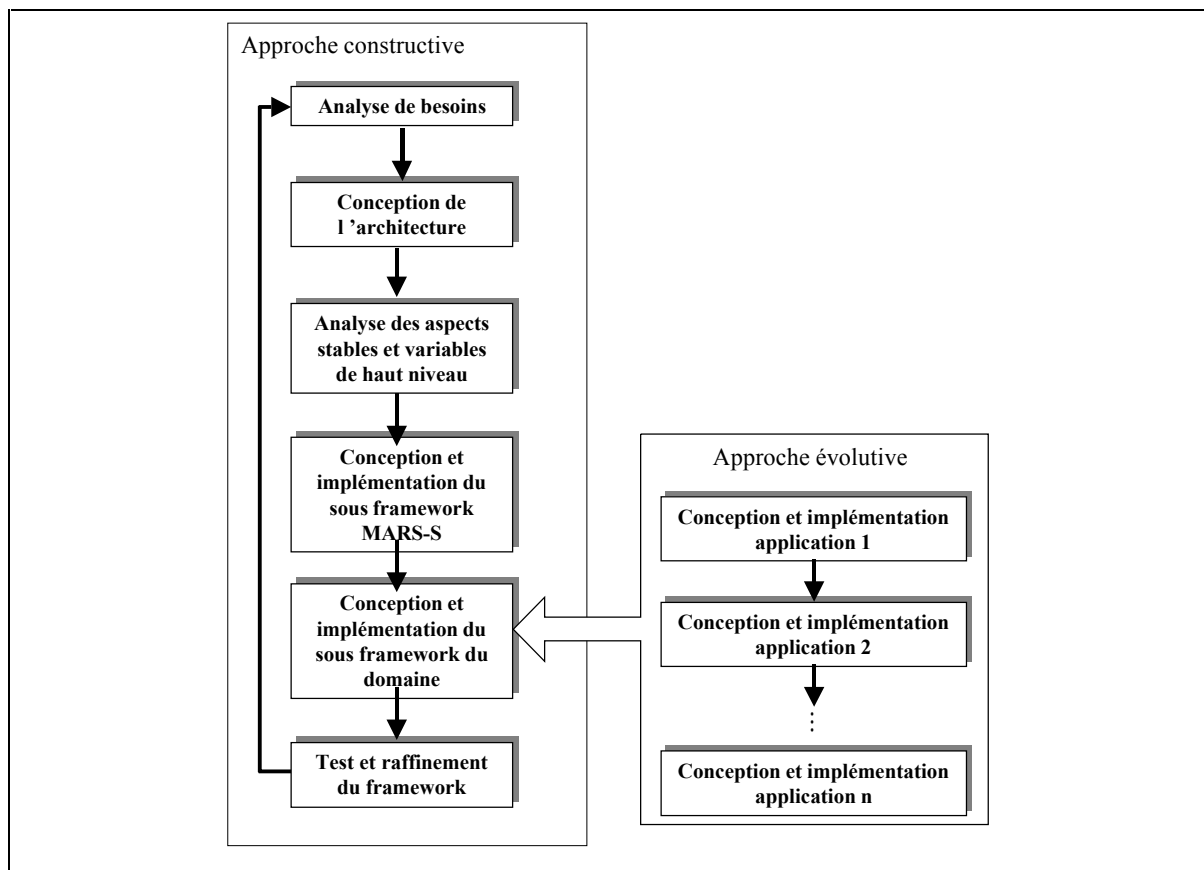 Approche constructive
Analyse de besoins
Conception de
l ’architecture
Analyse des aspects
stables et variables
de haut niveau
Conception et
implémentation du
sous framework
MARS-S
Conception et
implémentation du
sous framework du
domaine
Test et raffinement
du framework
Approche évolutive
Conception et implémentation
application 1
Conception et implémentation
application 2
...
Conception et implémentation
application n